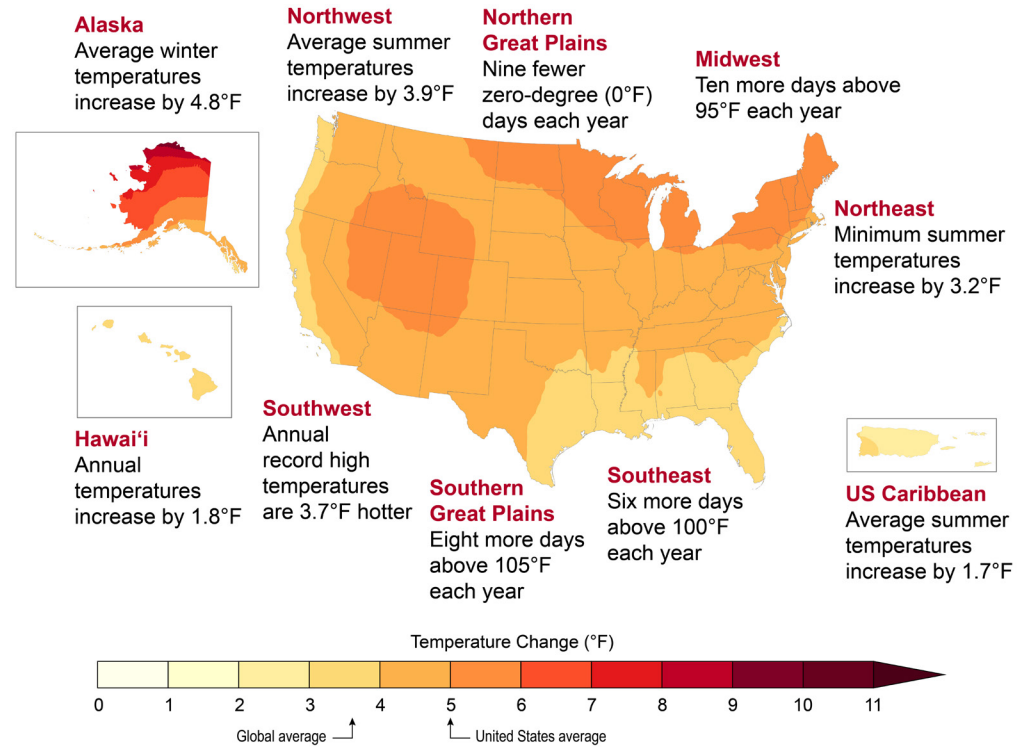 Alaska
Average winter
temperatures
increase by 4.8°F
Northwest
Average summer
temperatures
increase by 3.9°F
Northern
Great Plains
Nine fewer
zero-degree (0°F)
days each year
Midwest
Ten more days above
95°F each year
Northeast
Minimum summer
temperatures
increase by 3.2°F
Hawaiʻi
Annual
temperatures
increase by 1.8°F
Southwest
Annual
record high
temperatures
are 3.7°F hotter
Southern
Great Plains
Eight more days
above 105°F
each year
Southeast
Six more days
above 100°F
each year
US Caribbean
Average summer
temperatures
increase by 1.7°F
Temperature Change (°F)
0 1 2 3 4 5 6 7 8 9 10 11
Global average United States average